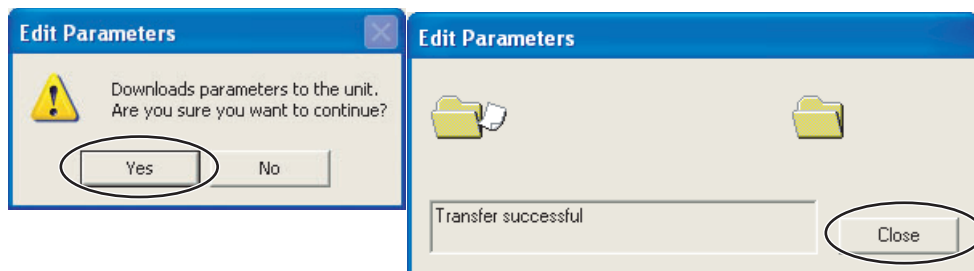 Edit Parameters
Downloads parameters to the unit.
Are you sure you want to continue?
Yes
No
Edit Parameters
Transfer successful
Close